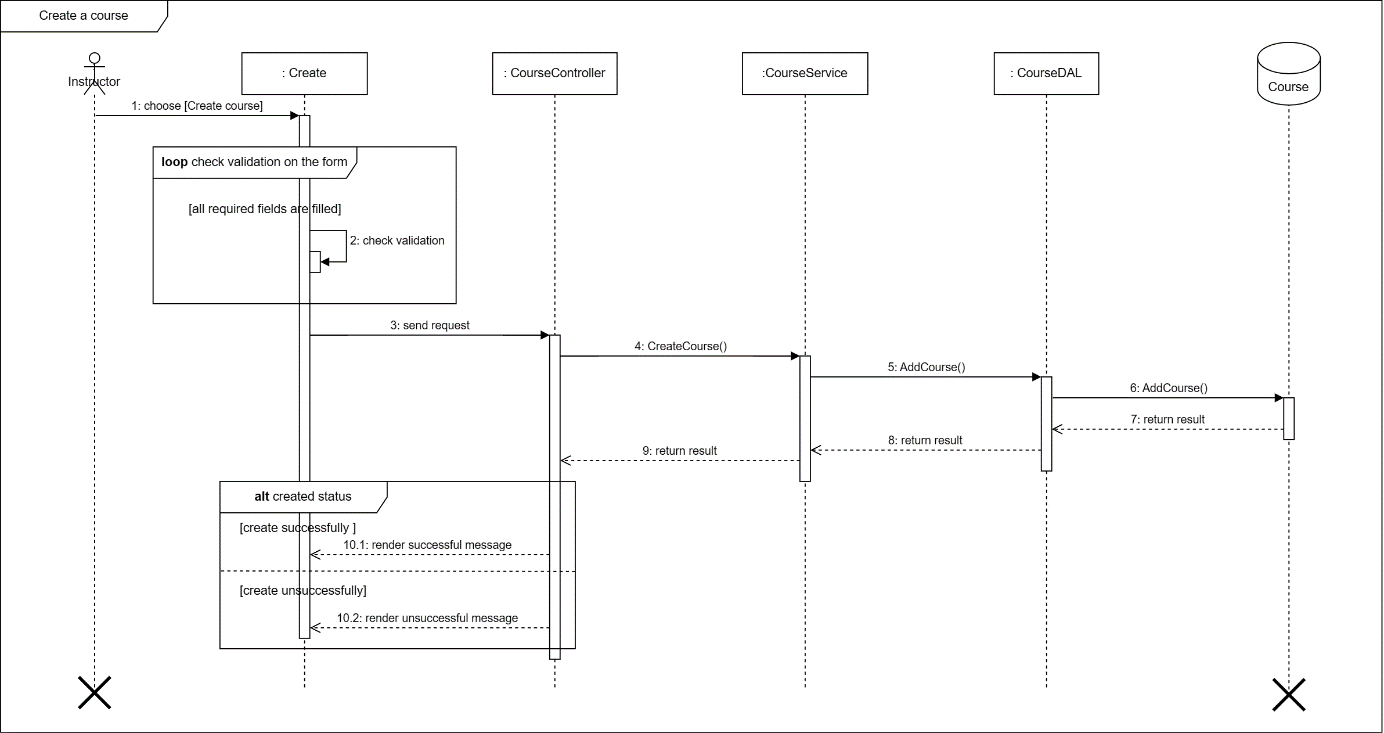 Create a course
Instructor
: Create
: CourseController
:CourseService
: CourseDAL
Course
1: choose [Create course]
loop check validation on the form
[all required fields are filled]
2: check validation
3: send request
4: CreateCourse()
5: AddCourse()
6: AddCourse()
7: return result
8: return result
9: return result
alt created status
[create successfully ]
10.1: render successful message
[create unsuccessfully]
10.2: render unsuccessful message